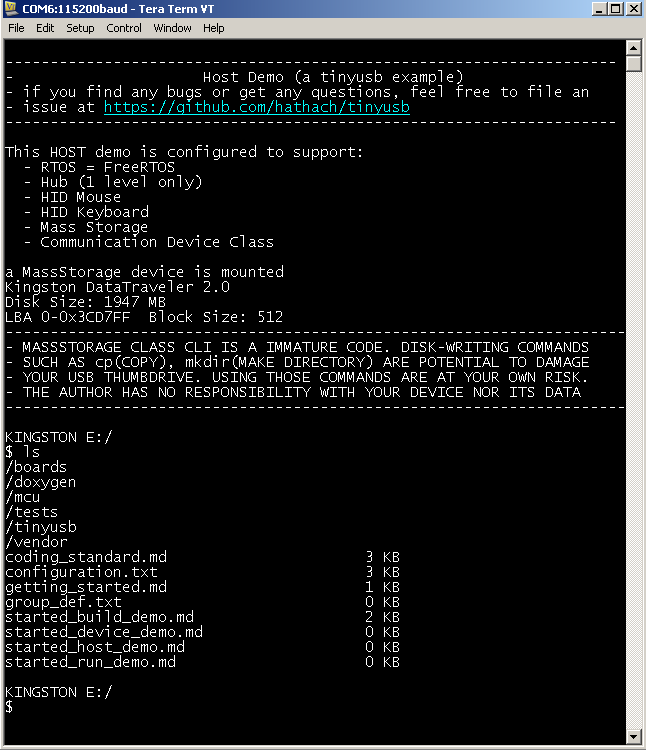 COM6:115200baud - Tera Term VT
File Edit Setup Control Window Help
--------------------------------------------------------------------
- Host Demo (a tinyusb example)
- if you find any bugs or get any questions, feel free to file an
- issue at https://github.com/hathach/tinyusb
--------------------------------------------------------------------
This HOST demo is configured to support:
- RTOS = FreeRTOS
- Hub (1 level only)
- HID Mouse
- HID Keyboard
- Mass Storage
- Communication Device Class
a MassStorage device is mounted
Kingston DataTraveler 2.0
Disk Size: 1947 MB
LBA 0-0x3CD7FF Block Size: 512
---------------------------------------------------------------------
- MASSSTORAGE CLASS CLI IS A IMMATURE CODE. DISK-WRITING COMMANDS
- SUCH AS cp(COPY), mkdir(MAKE DIRECTORY) ARE POTENTIAL TO DAMAGE
- YOUR USB THUMBDRIVE. USING THOSE COMMANDS ARE AT YOUR OWN RISK.
- THE AUTHOR HAS NO RESPONSIBILITY WITH YOUR DEVICE NOR ITS DATA
---------------------------------------------------------------------
KINGSTON E:/
$ ls
/boards
/doxygen
/mcu
/tests
/tinyusb
/vendor
coding_standard.md 3 KB
configuration.txt 3 KB
getting_started.md 1 KB
group_def.txt 0 KB
started_build_demo.md 2 KB
started_device_demo.md 0 KB
started_host_demo.md 0 KB
started_run_demo.md 0 KB
KINGSTON E:/
$